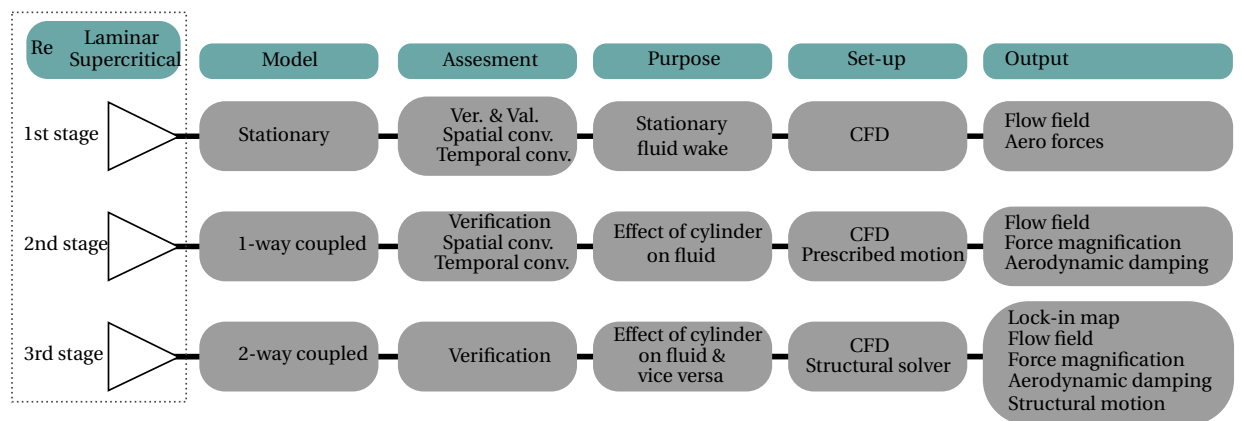 Re Laminar
Supercritical
Model
Assesment
Purpose
Set-up
Output
1st stage
Stationary
Ver. & Val.
Spatial conv.
Temporal conv.
Stationary
fluid wake
CFD
Flow field
Aero forces
2nd stage
1-way coupled
Verification
Spatial conv.
Temporal conv.
Effect of cylinder
on fluid
CFD
Prescribed motion
Flow field
Force magnification
Aerodynamic damping
3rd stage
2-way coupled
Verification
Effect of cylinder
on fluid &
vice versa
CFD
Structural solver
Lock-in map
Flow field
Force magnification
Aerodynamic damping
Structural motion